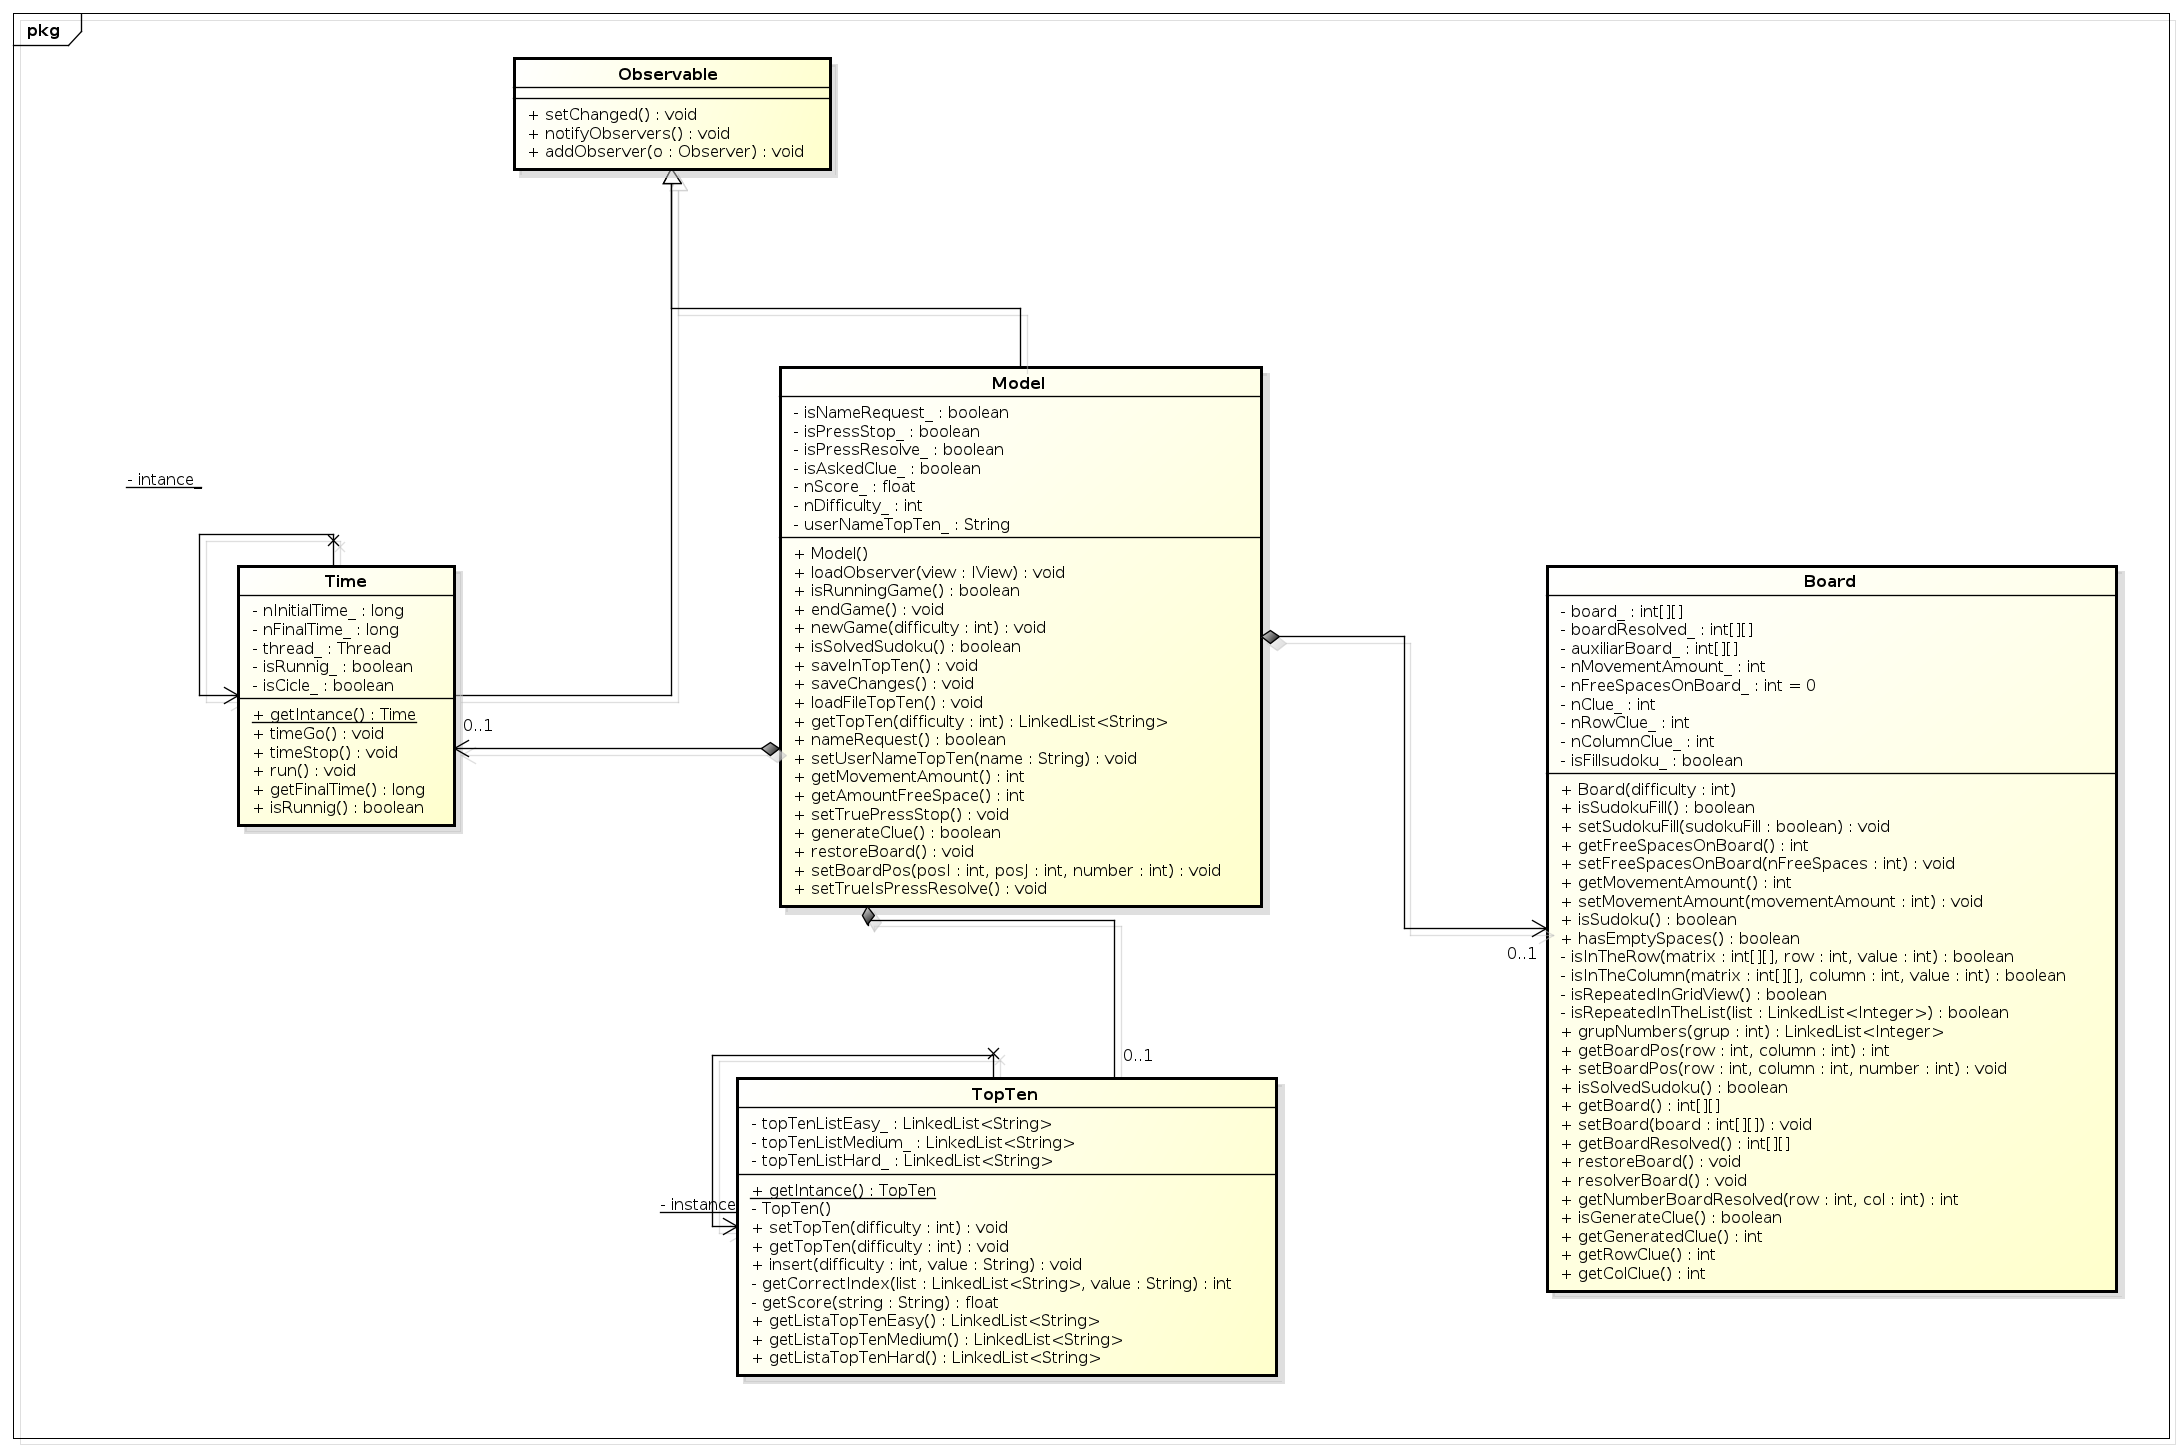 pkg
Observable
+ setChanged() : void
+ notifyObservers() : void
+ addObserver(o : Observer) : void
Model
- isNameRequest_ : boolean
- isPressStop_ : boolean
- isPressResolve_ : boolean
- isAskedClue_ : boolean
- nScore_ : float
- nDifficulty_ : int
- userNameTopTen_ : String
+ Model()
+ loadObserver(view : IView) : void
+ isRunningGame() : boolean
+ endGame() : void
+ newGame(difficulty : int) : void
+ isSolvedSudoku() : boolean
+ saveInTopTen() : void
+ saveChanges() : void
+ loadFileTopTen() : void
+ getTopTen(difficulty : int) : LinkedList<String>
+ nameRequest() : boolean
+ setUserNameTopTen(name : String) : void
+ getMovementAmount() : int
+ getAmountFreeSpace() : int
+ setTruePressStop() : void
+ generateClue() : boolean
+ restoreBoard() : void
+ setBoardPos(posI : int, posJ : int, number : int) : void
+ setTrueIsPressResolve() : void
- intance_
Time
- nInitialTime_ : long
- nFinalTime_ : long
- thread_ : Thread
- isRunnig_ : boolean
- isCicle_ : boolean
+ getIntance() : Time
+ timeGo() : void
+ timeStop() : void
+ run() : void
+ getFinalTime() : long
+ isRunnig() : boolean
0..1
Board
- board_ : int[][]
- boardResolved_ : int[][]
- auxiliarBoard_ : int[][]
- nMovementAmount_ : int
- nFreeSpacesOnBoard_ : int = 0
- nClue_ : int
- nRowClue_ : int
- nColumnClue_ : int
- isFillsudoku_ : boolean
+ Board(difficulty : int)
+ isSudokuFill() : boolean
+ setSudokuFill(sudokuFill : boolean) : void
+ getFreeSpacesOnBoard() : int
+ setFreeSpacesOnBoard(nFreeSpaces : int) : void
+ getMovementAmount() : int
+ setMovementAmount(movementAmount : int) : void
+ isSudoku() : boolean
+ hasEmptySpaces() : boolean
- isInTheRow(matrix : int[][], row : int, value : int) : boolean
- isInTheColumn(matrix : int[][], column : int, value : int) : boolean
- isRepeatedInGridView() : boolean
- isRepeatedInTheList(list : LinkedList<Integer>) : boolean
+ grupNumbers(grup : int) : LinkedList<Integer>
+ getBoardPos(row : int, column : int) : int
+ setBoardPos(row : int, column : int, number : int) : void
+ isSolvedSudoku() : boolean
+ getBoard() : int[][]
+ setBoard(board : int[][]) : void
+ getBoardResolved() : int[][]
+ restoreBoard() : void
+ resolverBoard() : void
+ getNumberBoardResolved(row : int, col : int) : int
+ isGenerateClue() : boolean
+ getGeneratedClue() : int
+ getRowClue() : int
+ getColClue() : int
0..1
0..1
TopTen
- topTenListEasy_ : LinkedList<String>
- topTenListMedium_ : LinkedList<String>
- topTenListHard_ : LinkedList<String>
- instance
+ getIntance() : TopTen
- TopTen()
+ setTopTen(difficulty : int) : void
+ getTopTen(difficulty : int) : void
+ insert(difficulty : int, value : String) : void
- getCorrectIndex(list : LinkedList<String>, value : String) : int
- getScore(string : String) : float
+ getListaTopTenEasy() : LinkedList<String>
+ getListaTopTenMedium() : LinkedList<String>
+ getListaTopTenHard() : LinkedList<String>